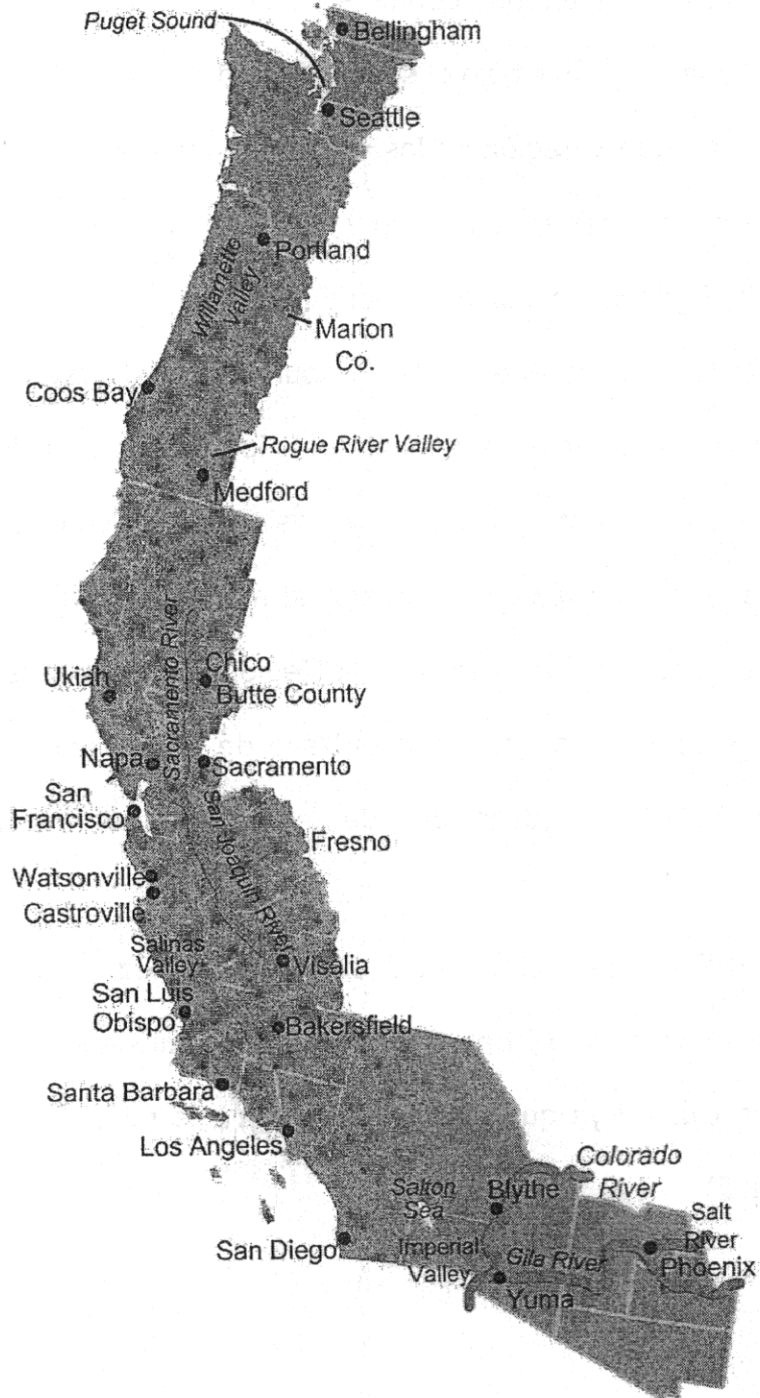 Puget Sound
Bellingham
Seattle
Portland
Willamette
Valley
Marion
Co.
Coos Bay
Rogue River Valley
Medford
Sacramento River
Ukiah
Chico
Butte County
Napa
Sacramento
San
Francisco
San Joaquin River
Fresno
Watsonville
Castroville
Salinas
Valley
Visalia
San Luis
Obispo
Bakersfield
Santa Barbara
Los Angeles
Colorado
River
Salton
Sea
Blythe
Salt
River
San Diego
Imperial
Valley
Gila River
Phoenix
Yuma